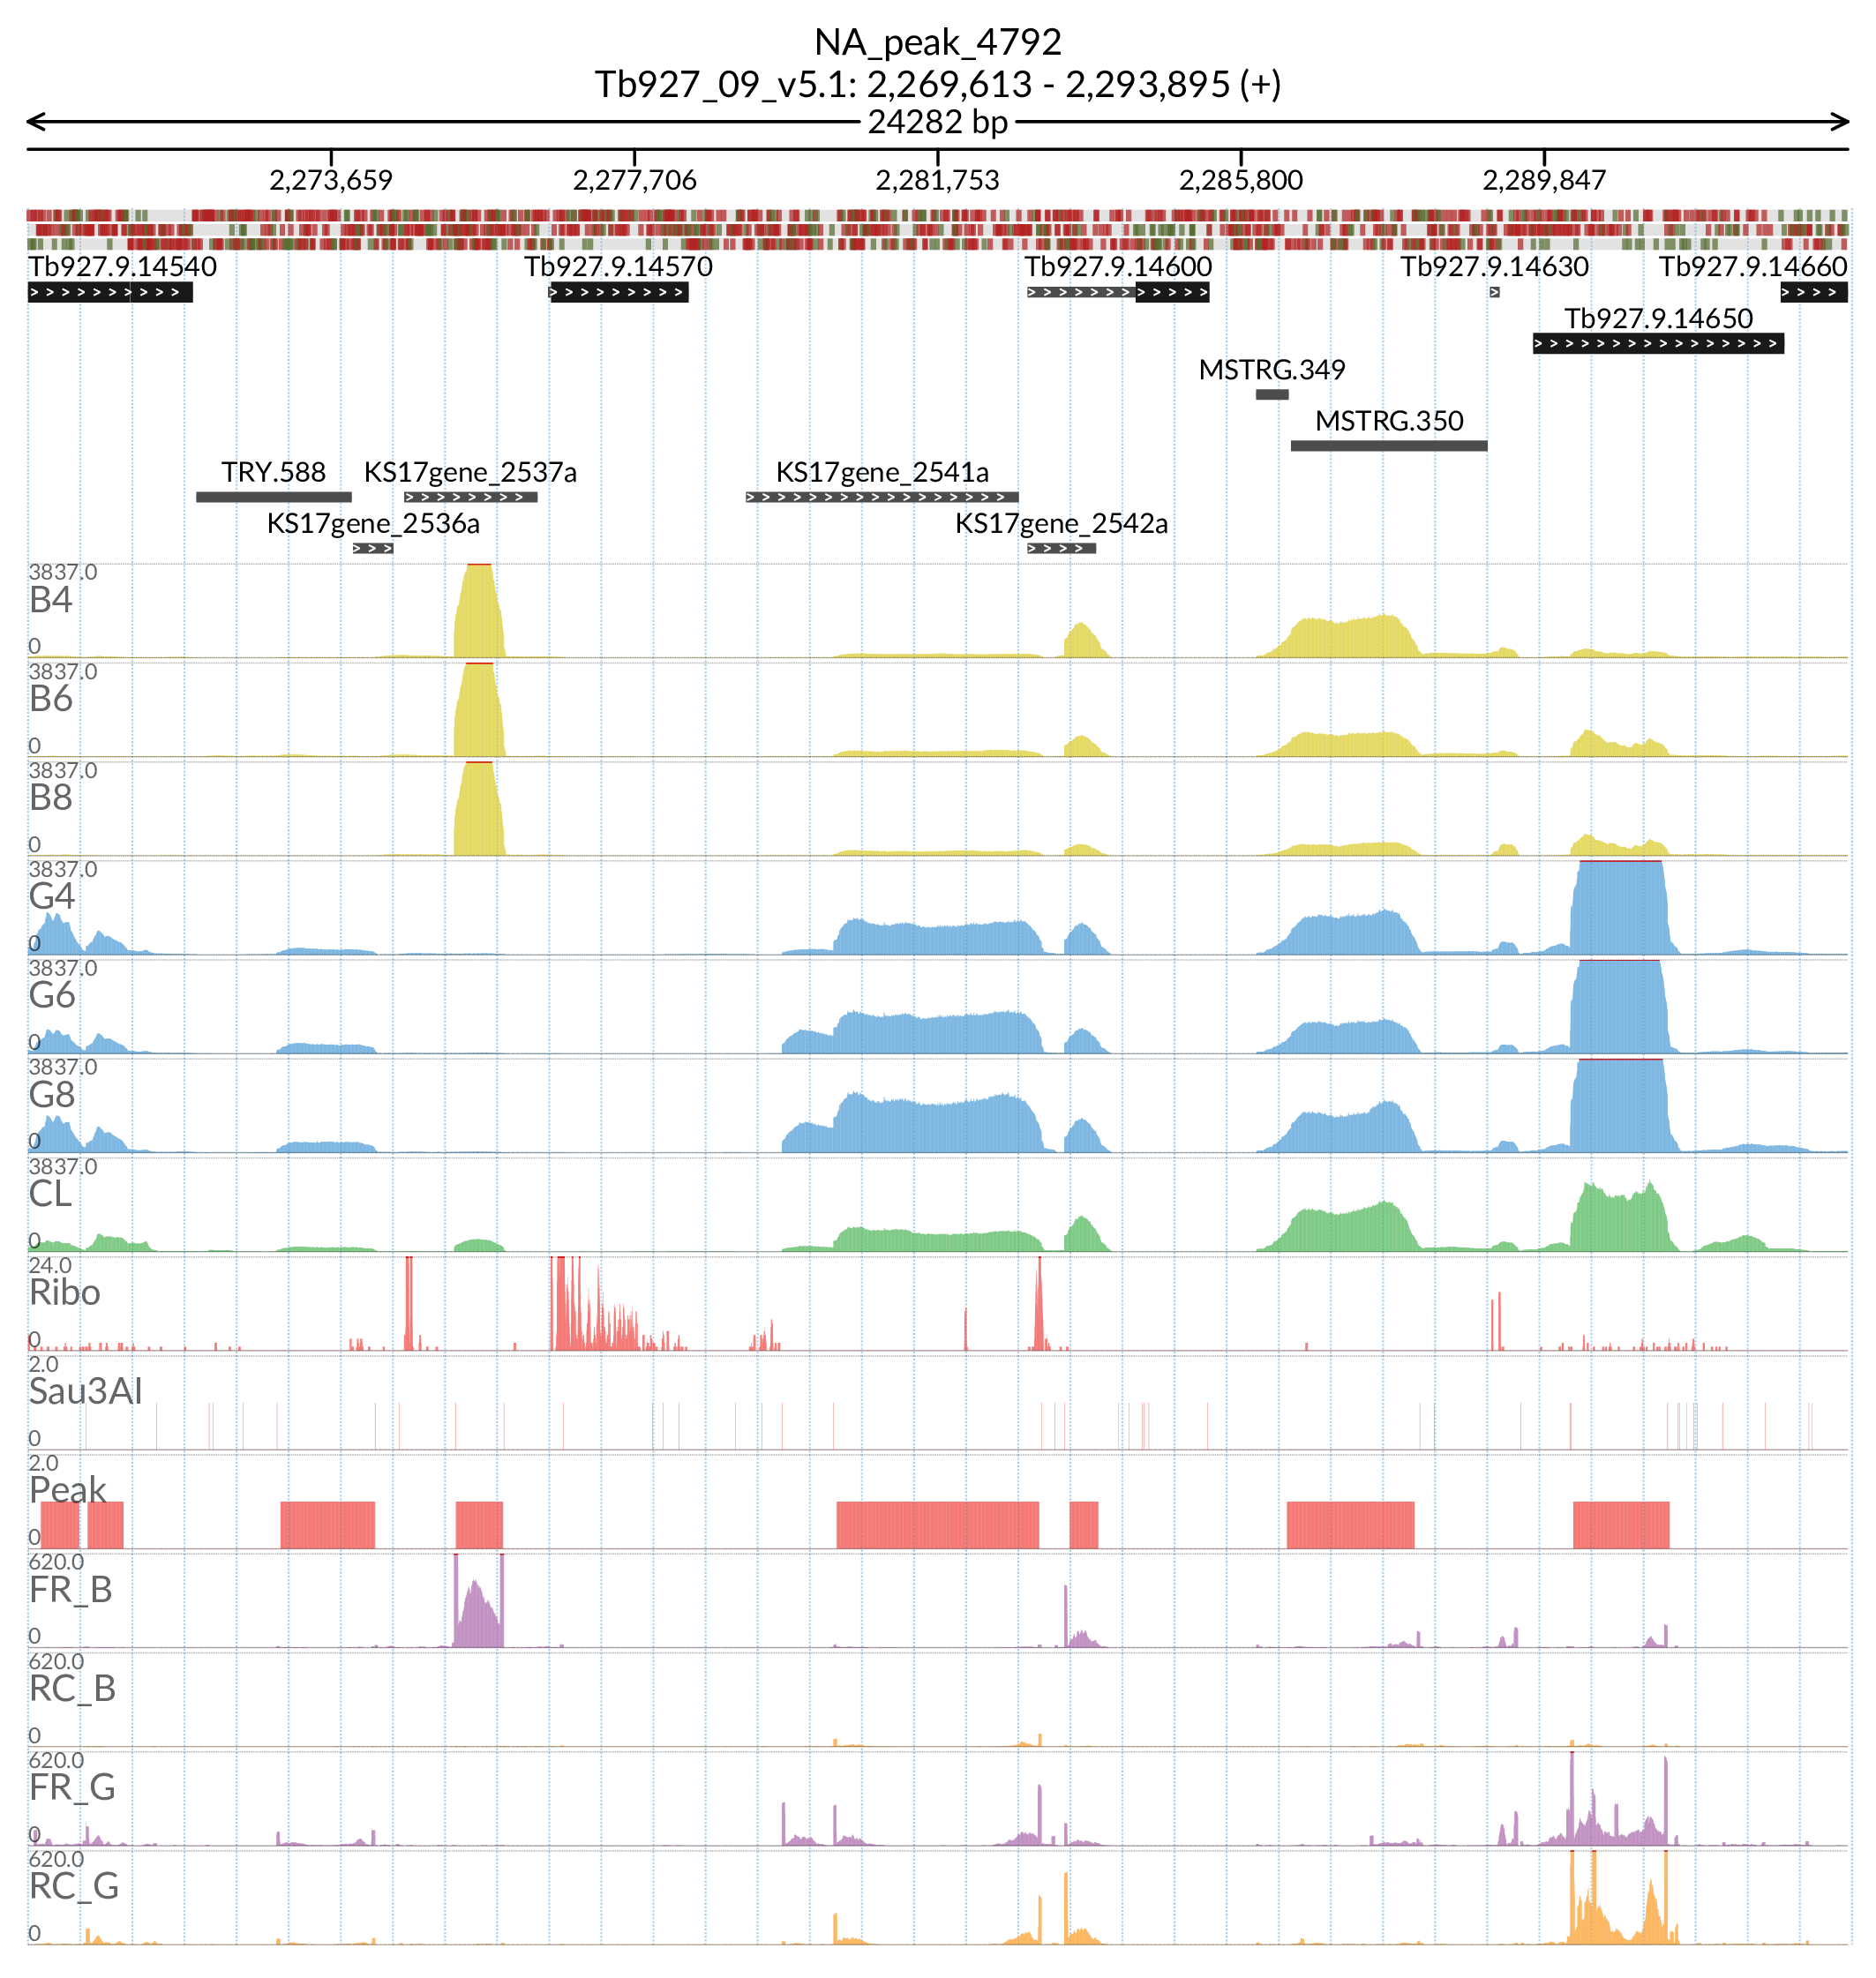 NA_peak_4792
Tb927_09_v5.1: 2,269,613 - 2,293,895 (+)
24282 bp
2,273,659 2,277,706 2,281,753 2,285,800 2,289,847
Tb927.9.14540 Tb927.9.14570 Tb927.9.14600 Tb927.9.14630 Tb927.9.14660
Tb927.9.14650
MSTRG.349
MSTRG.350
TRY.588 KS17gene_2537a KS17gene_2541a
KS17gene_2536a KS17gene_2542a
3837.0
B4
0
3837.0
B6
0
3837.0
B8
0
3837.0
G4
0
3837.0
G6
0
3837.0
G8
0
3837.0
CL
0
24.0
Ribo
0
2.0
Sau3AI
0
2.0
Peak
0
620.0
FR_B
0
620.0
RC_B
0
620.0
FR_G
0
620.0
RC_G
0